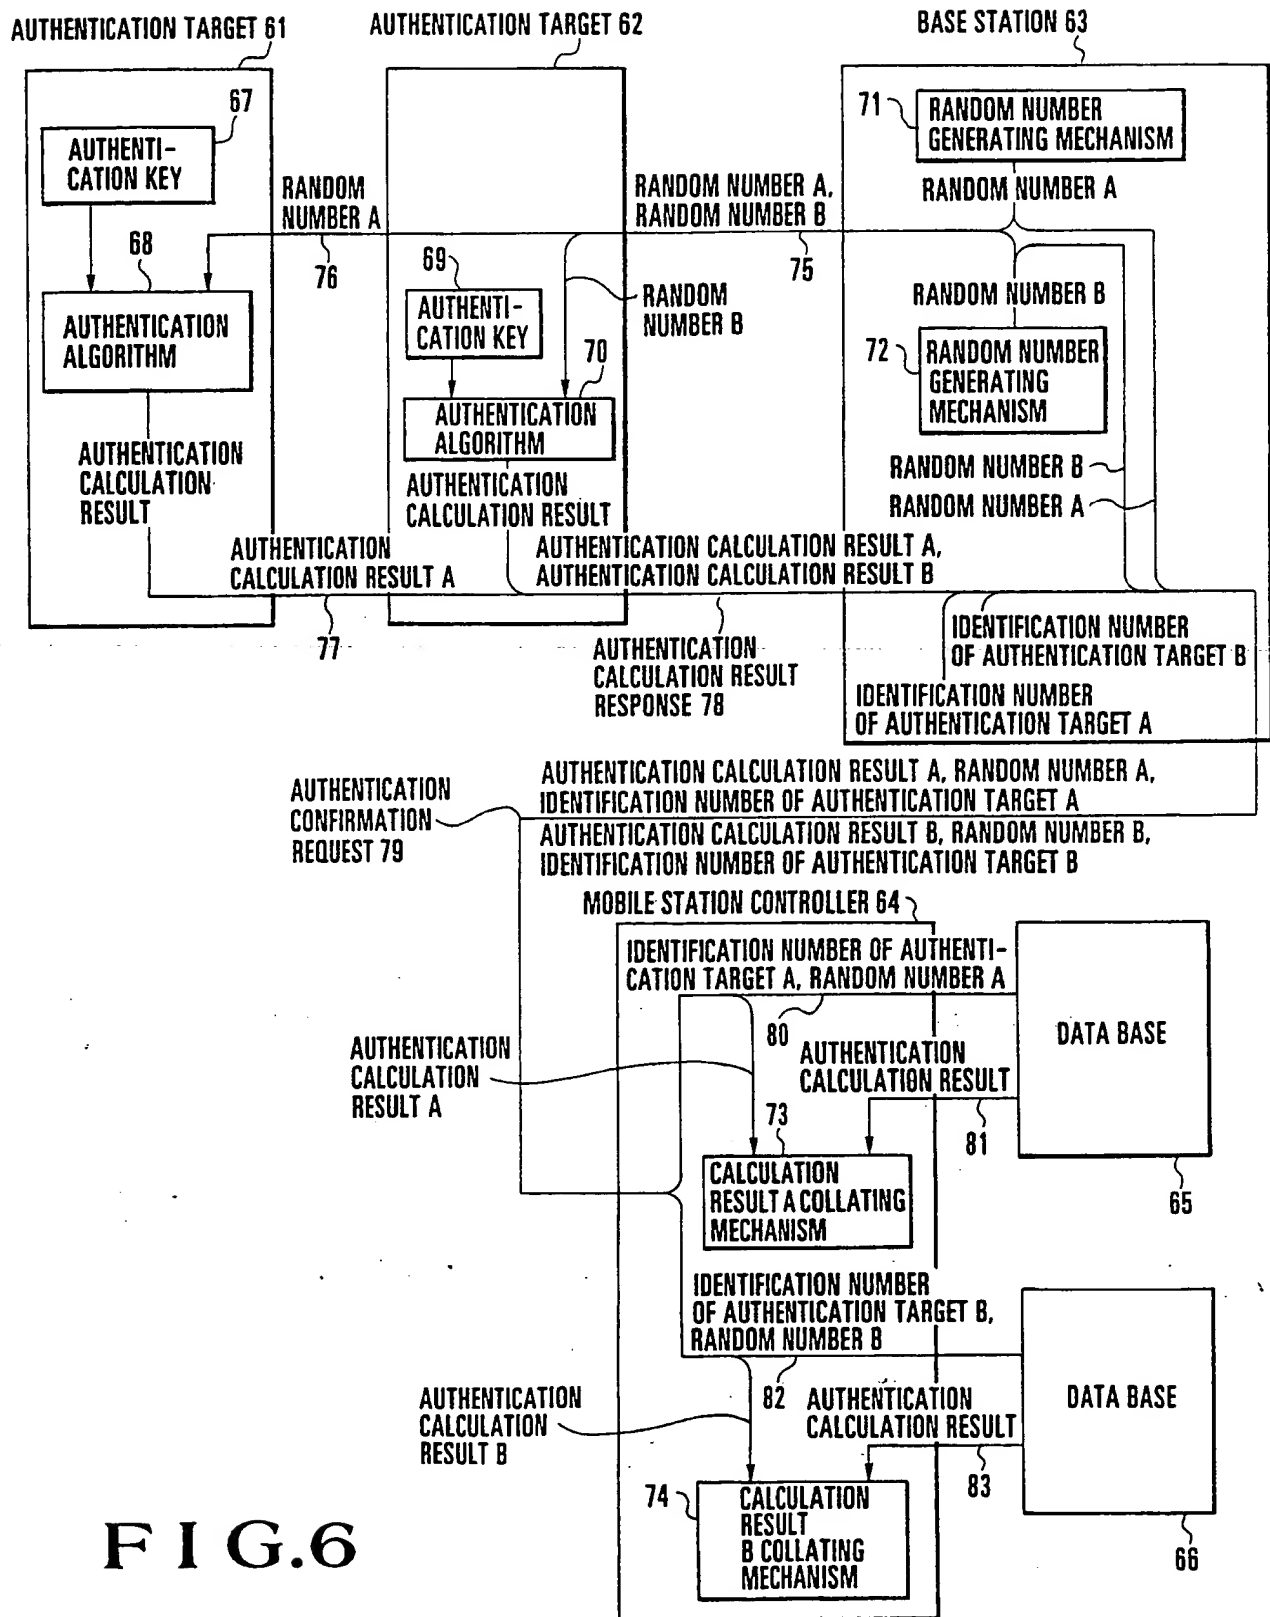 AUTHENTICATION TARGET 61
AUTHENTICATION TARGET 62
BASE STATION 63
67
AUTHENTI-
CATION KEY
68
AUTHENTICATION
ALGORITHM
AUTHENTICATION
CALCULATION
RESULT
RANDOM
NUMBER A
76
69
AUTHENTI-
CATION KEY
RANDOM
NUMBER B
70
AUTHENTICATION
ALGORITHM
AUTHENTICATION
CALCULATION RESULT
RANDOM NUMBER A,
RANDOM NUMBER B
75
71
RANDOM NUMBER
GENERATING MECHANISM
RANDOM NUMBER A
RANDOM NUMBER B
72
RANDOM NUMBER
GENERATING
MECHANISM
RANDOM NUMBER B
RANDOM NUMBER A
AUTHENTICATION
CALCULATION RESULT A
77
AUTHENTICATION CALCULATION RESULT A,
AUTHENTICATION CALCULATION RESULT B
AUTHENTICATION
CALCULATION RESULT
RESPONSE 78
IDENTIFICATION NUMBER
OF AUTHENTICATION TARGET B
IDENTIFICATION NUMBER
OF AUTHENTICATION TARGET A
AUTHENTICATION
CONFIRMATION
REQUEST 79
AUTHENTICATION CALCULATION RESULT A, RANDOM NUMBER A,
IDENTIFICATION NUMBER OF AUTHENTICATION TARGET A
AUTHENTICATION CALCULATION RESULT B, RANDOM NUMBER B,
IDENTIFICATION NUMBER OF AUTHENTICATION TARGET B
MOBILE STATION CONTROLLER 64
IDENTIFICATION NUMBER OF AUTHENTI-
CATION TARGET A, RANDOM NUMBER A
80
AUTHENTICATION
CALCULATION
RESULT A
AUTHENTICATION
CALCULATION RESULT
81
DATA BASE
65
73
CALCULATION
RESULT A COLLATING
MECHANISM
IDENTIFICATION NUMBER
OF AUTHENTICATION TARGET B,
RANDOM NUMBER B
82
AUTHENTICATION
CALCULATION
RESULT B
AUTHENTICATION
CALCULATION RESULT
83
DATA BASE
66
74
CALCULATION
RESULT
B COLLATING
MECHANISM
FIG.6